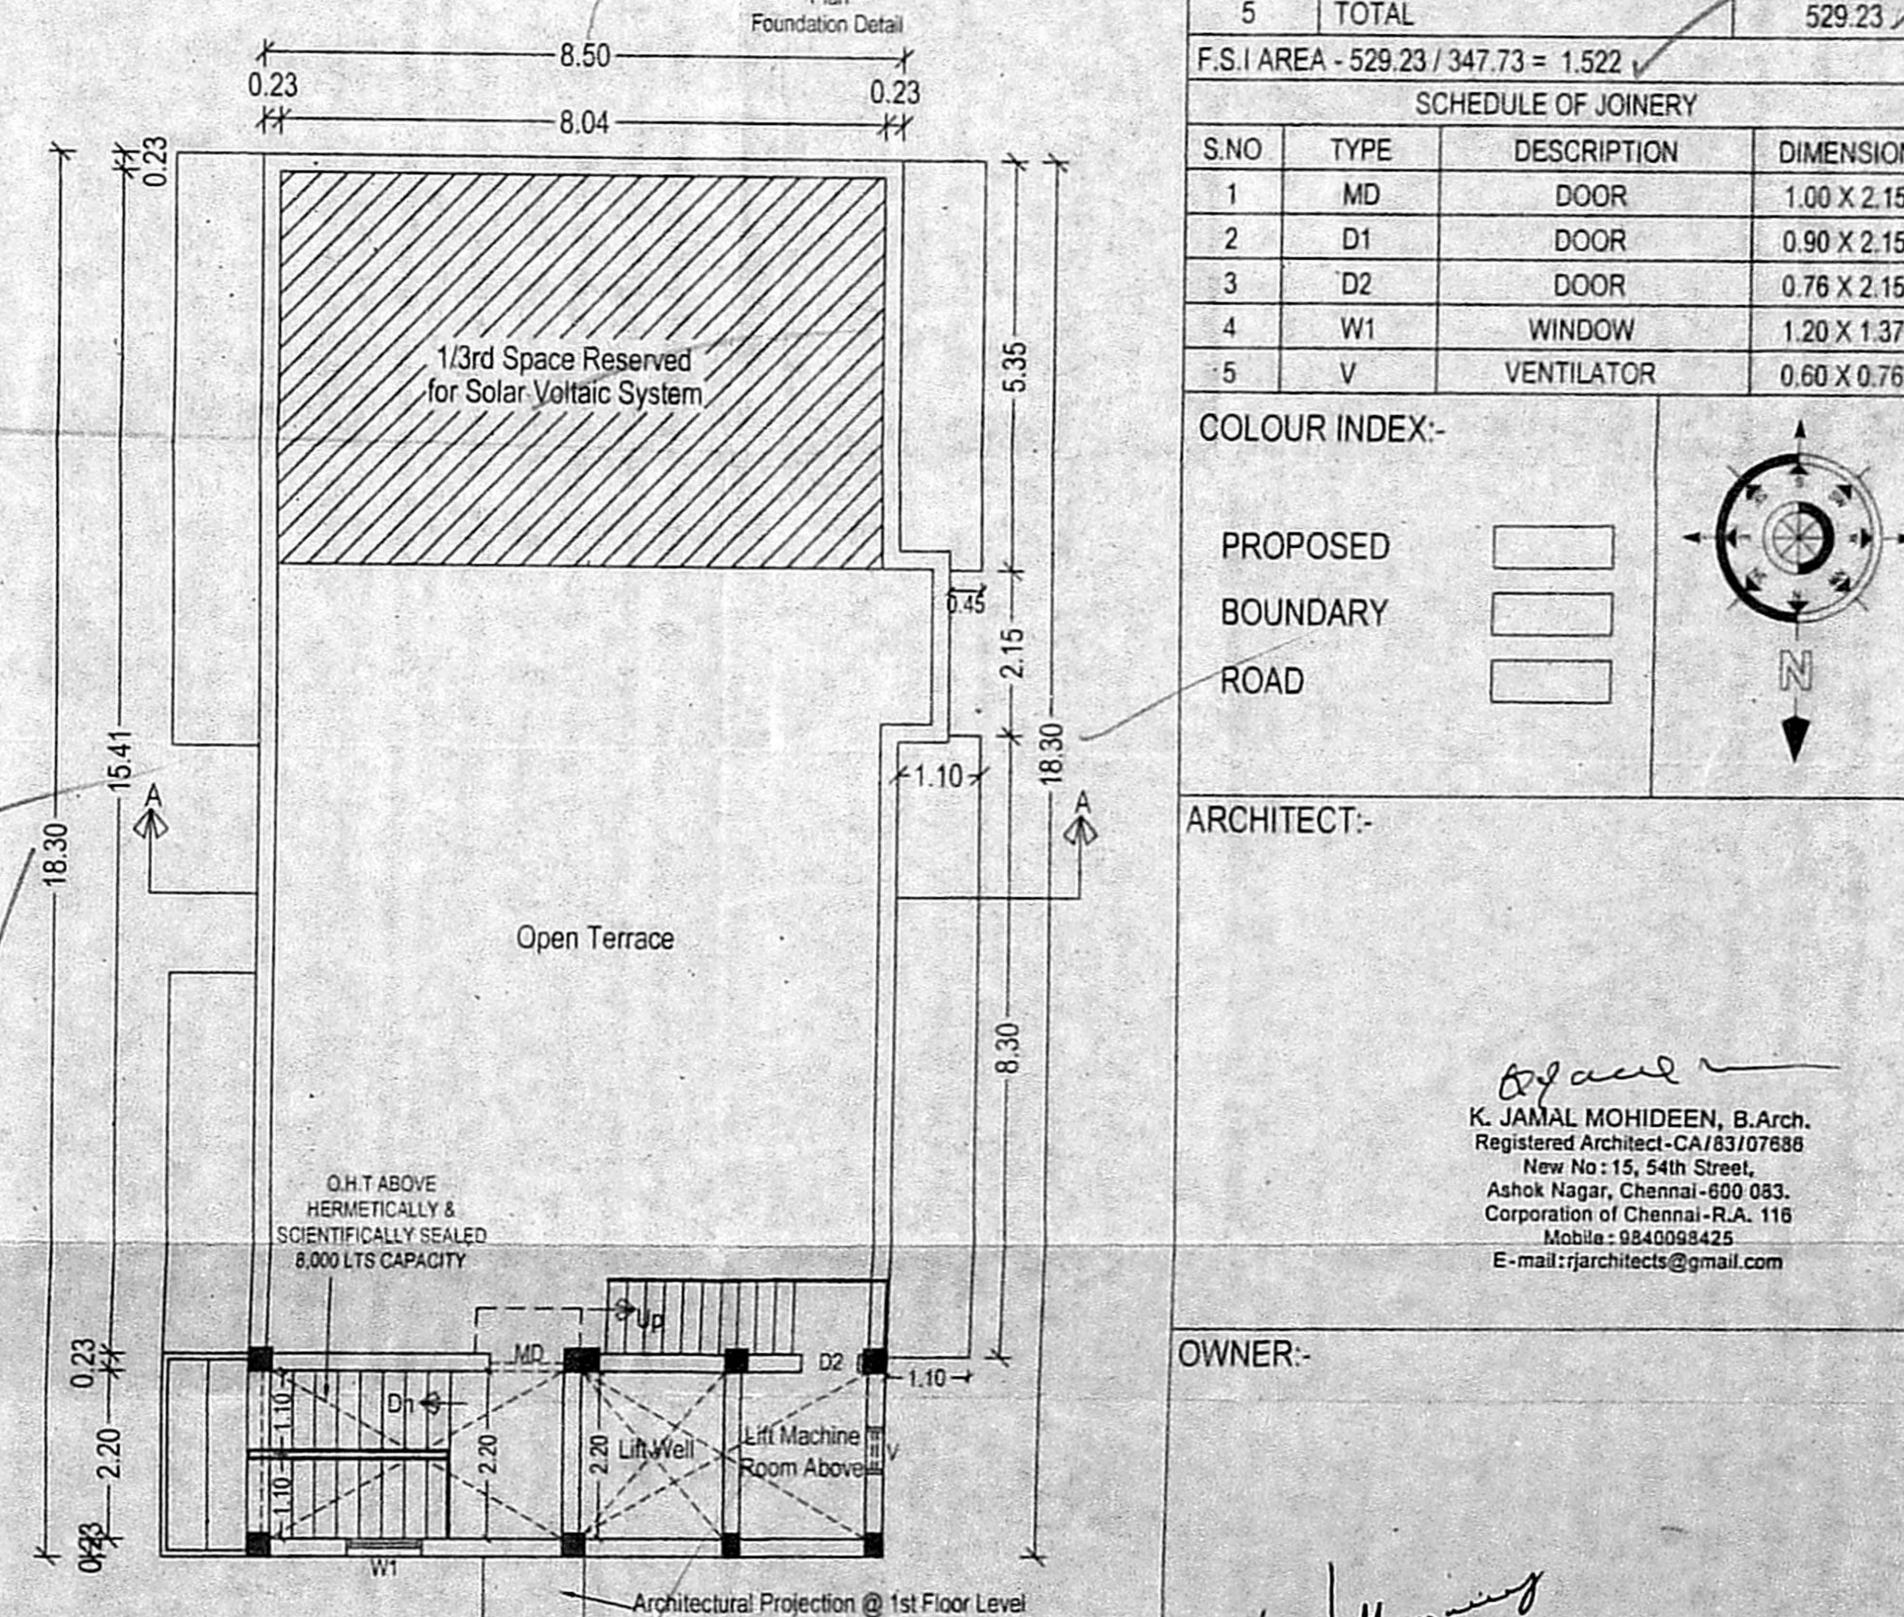 Foundation Detail
8.50
0.23
0.23
8.04
0.23
1/3rd Space Reserved
for Solar Voltaic System
5.35
0.45
2.15
15.41
18.30
1.10
18.30
A
A
Open Terrace
8.30
O.H.T ABOVE
HERMETICALLY &
SCIENTIFICALLY SEALED
8,000 LTS CAPACITY
Up
0.23
MD
D2
1.10
Dn
1.10
2.20
2.20
2.20
Lift Well
Lift Machine
Room Above
V
1.10
0.23
W1
Architectural Projection @ 1st Floor Level
5 TOTAL 529.23
F.S.I AREA - 529.23 / 347.73 = 1.522
SCHEDULE OF JOINERY
S.NO TYPE DESCRIPTION DIMENSION
1 MD DOOR 1.00 X 2.15
2 D1 DOOR 0.90 X 2.15
3 D2 DOOR 0.76 X 2.15
4 W1 WINDOW 1.20 X 1.37
5 V VENTILATOR 0.60 X 0.76
COLOUR INDEX:-
PROPOSED
BOUNDARY
ROAD
N
ARCHITECT:-
K. JAMAL MOHIDEEN, B.Arch.
Registered Architect-CA/83/07686
New No: 15, 54th Street,
Ashok Nagar, Chennai-600 083.
Corporation of Chennai-R.A. 116
Mobile: 9840098425
E-mail:rjarchitects@gmail.com
OWNER:-